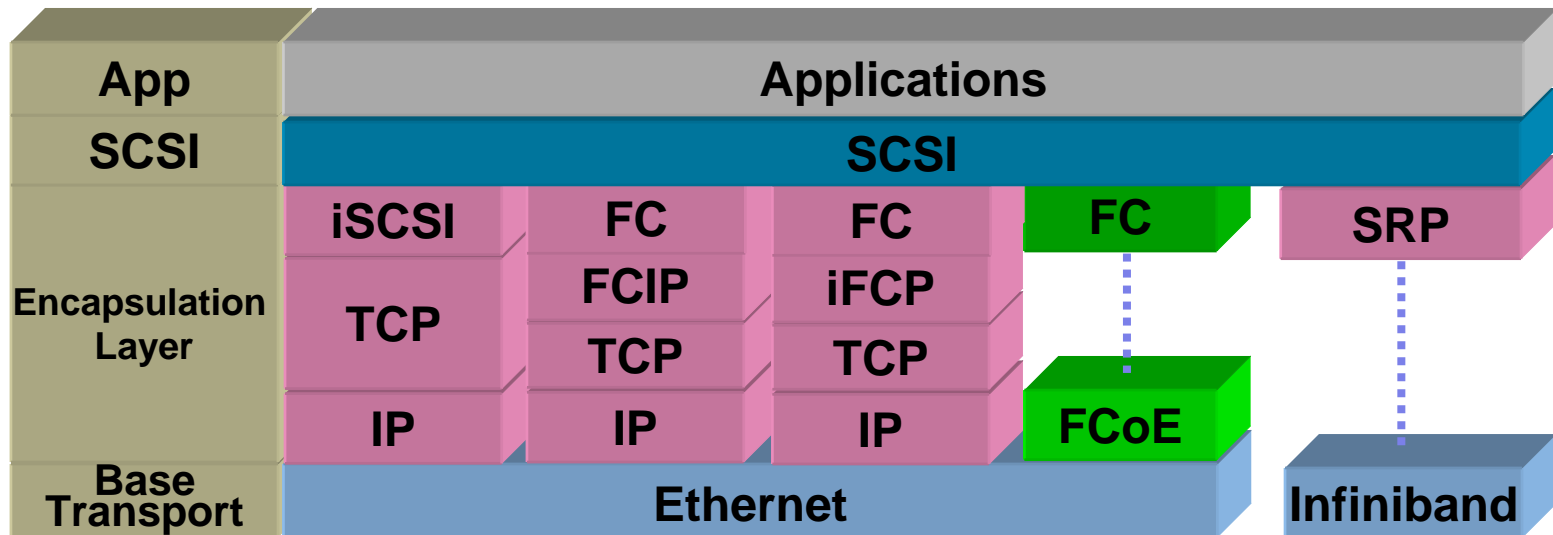 App
Applications
SCSI
SCSI
Encapsulation
Layer
iSCSI
FC
FC
FC
SRP
TCP
FCIP
iFCP
TCP
TCP
IP
IP
IP
FCoE
Base
Transport
Ethernet
Infiniband